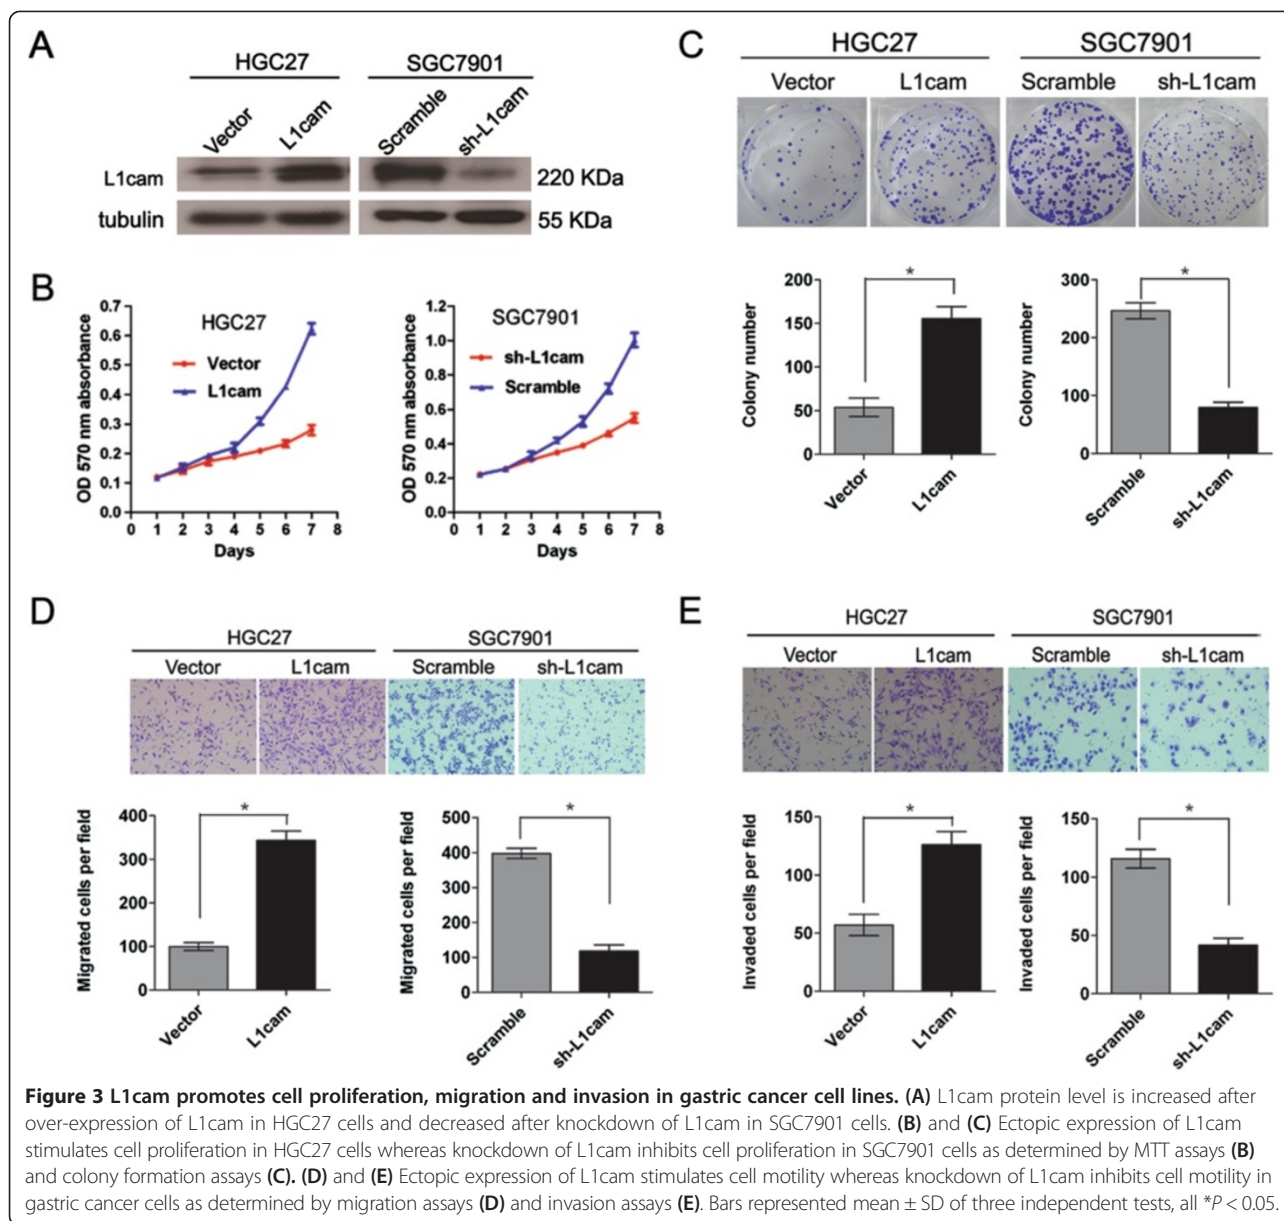 A
HGC27 SGC7901
Vector L1cam Scramble sh-L1cam
L1cam 220 KDa
tubulin 55 KDa
B
HGC27
Vector
L1cam
OD 570 nm absorbance
0.7
0.6
0.5
0.4
0.3
0.2
0.1
0.0
0 1 2 3 4 5 6 7 8
Days
SGC7901
sh-L1cam
Scramble
OD 570 nm absorbance
1.2
1.0
0.8
0.6
0.4
0.2
0.0
0 1 2 3 4 5 6 7 8
Days
C
HGC27 SGC7901
Vector L1cam Scramble sh-L1cam
Colony number
200
150
100
50
0
*
Vector L1cam
Colony number
300
200
100
0
*
Scramble sh-L1cam
D
HGC27 SGC7901
Vector L1cam Scramble sh-L1cam
Migrated cells per field
400
300
200
100
0
*
Vector L1cam
Migrated cells per field
500
400
300
200
100
0
*
Scramble sh-L1cam
E
HGC27 SGC7901
Vector L1cam Scramble sh-L1cam
Invaded cells per field
150
100
50
0
*
Vector L1cam
Invaded cells per field
150
100
50
0
*
Scramble sh-L1cam
Figure 3 L1cam promotes cell proliferation, migration and invasion in gastric cancer cell lines. (A) L1cam protein level is increased after
over-expression of L1cam in HGC27 cells and decreased after knockdown of L1cam in SGC7901 cells. (B) and (C) Ectopic expression of L1cam
stimulates cell proliferation in HGC27 cells whereas knockdown of L1cam inhibits cell proliferation in SGC7901 cells as determined by MTT assays (B)
and colony formation assays (C). (D) and (E) Ectopic expression of L1cam stimulates cell motility whereas knockdown of L1cam inhibits cell motility in
gastric cancer cells as determined by migration assays (D) and invasion assays (E). Bars represented mean ± SD of three independent tests, all *P < 0.05.